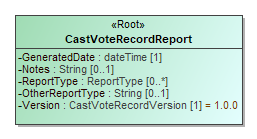 «Root»
CastVoteRecordReport
-GeneratedDate : dateTime [1]
-Notes : String [0..1]
-ReportType : ReportType [0..*]
-OtherReportType : String [0..1]
-Version : CastVoteRecordVersion [1] = 1.0.0